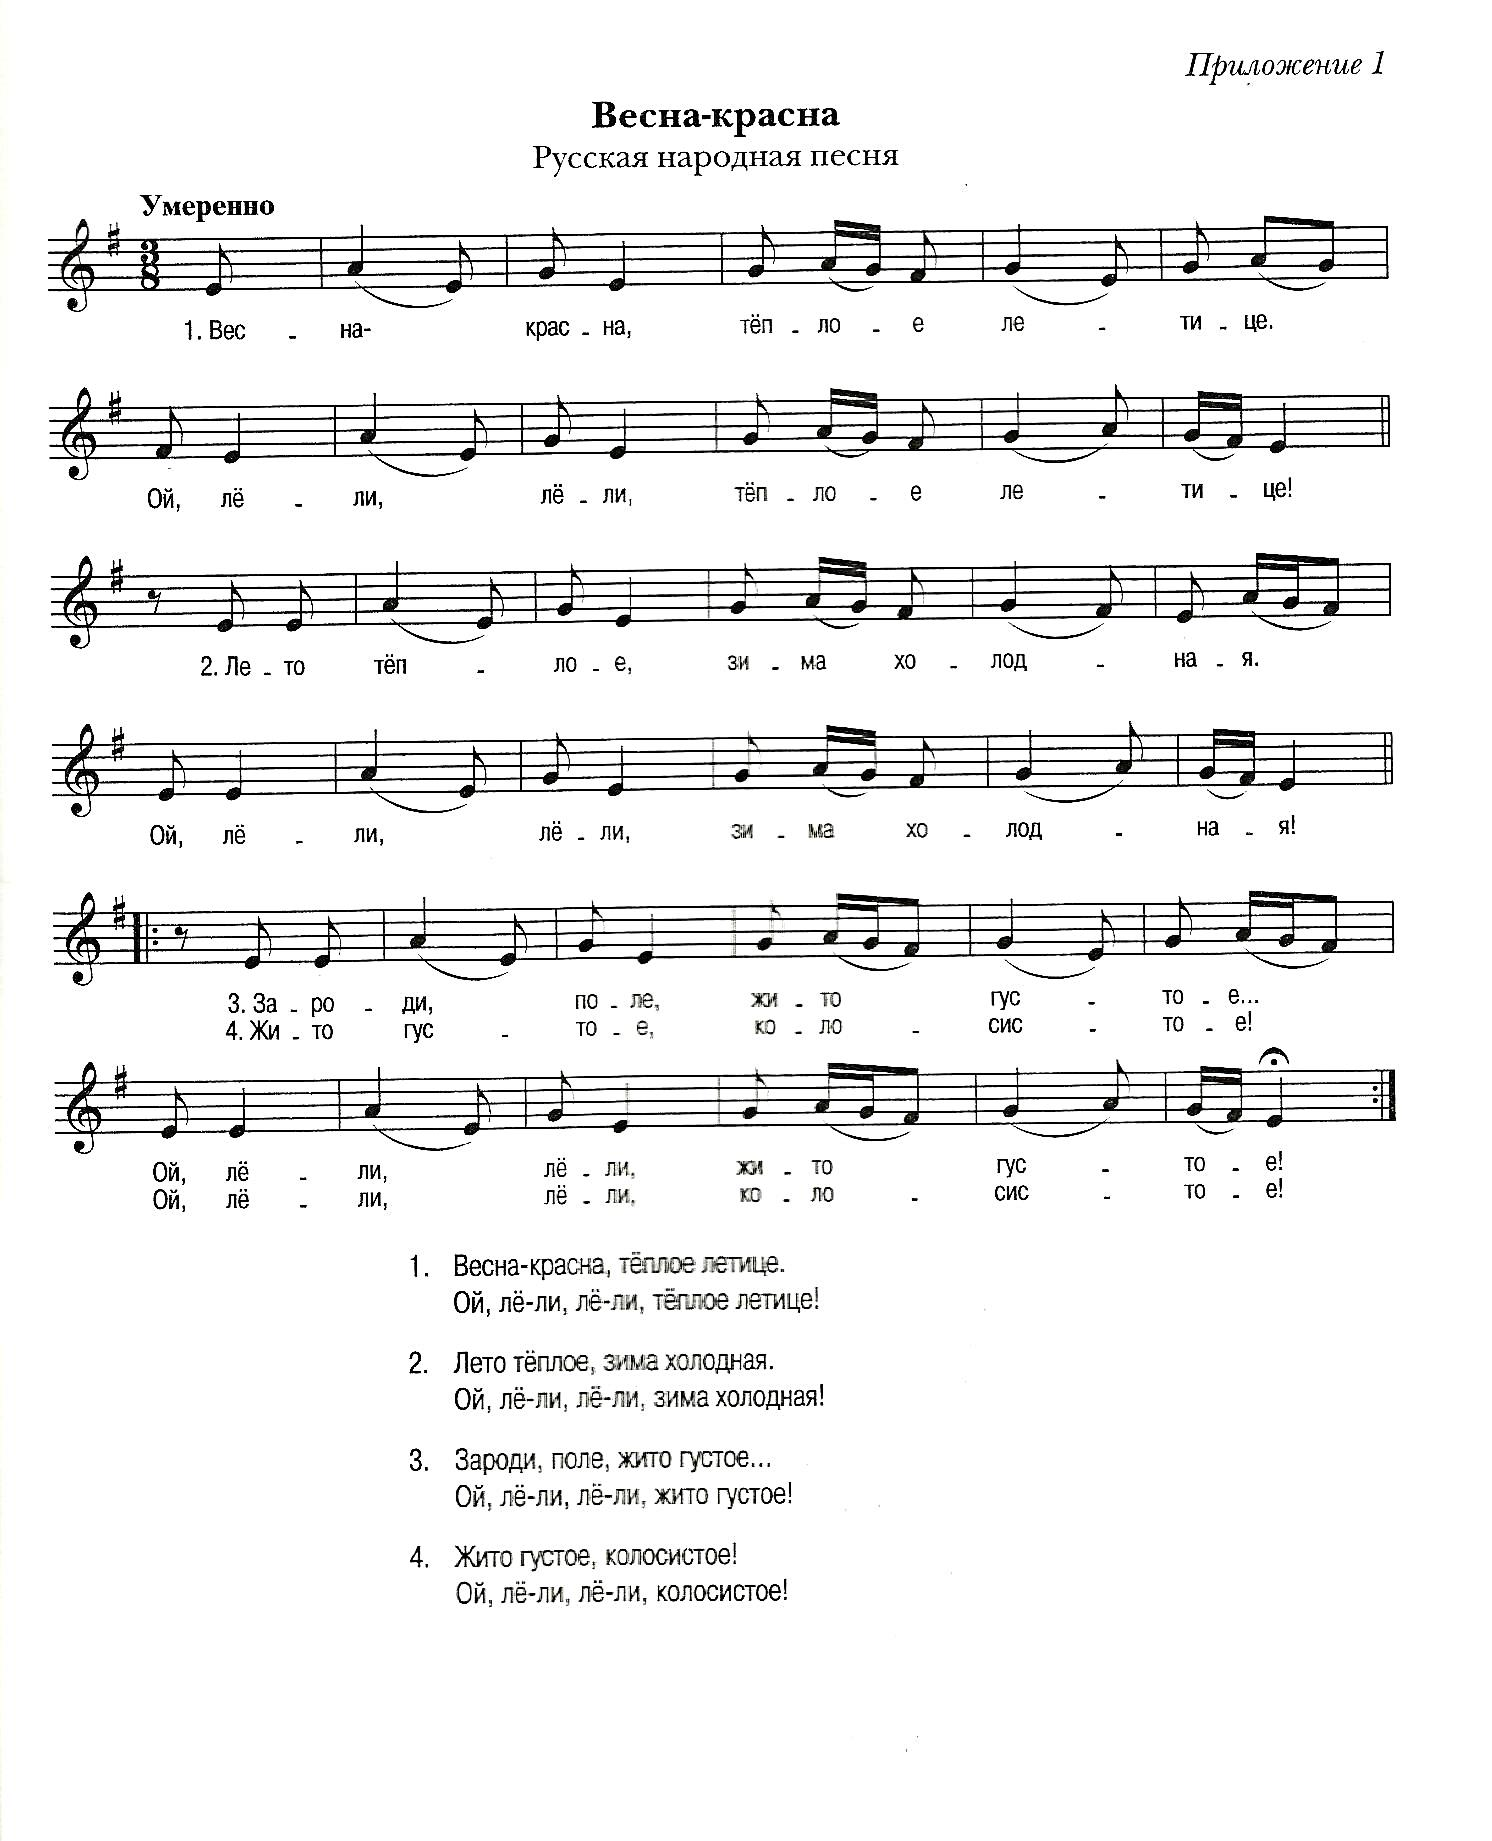 Приложение 1
Весна-красна
Русская народная песня
Умеренно
3
8
1. Вес - на- крас - на, тёп - ло - е ле - ти - це.
Ой, лё - ли, лё - ли, тёп - ло - е ле - ти - це!
2. Ле - то тёп - ло - е, зи - ма хо - лод - на - я.
Ой, лё - ли, лё - ли, зи - ма хо - лод - на - я!
3. За - ро - ди, по - ле, жи - то гус - то - е...
4. Жи - то гус - то - е, ко - ло - сис - то - е!
Ой, лё - ли, лё - ли, жи - то гус - то - е!
Ой, лё - ли, лё - ли, ко - ло - сис - то - е!
1. Весна-красна, тёплое летице.
Ой, лё-ли, лё-ли, тёплое летице!
2. Лето тёплое, зима холодная.
Ой, лё-ли, лё-ли, зима холодная!
3. Зароди, поле, жито густое...
Ой, лё-ли, лё-ли, жито густое!
4. Жито густое, колосистое!
Ой, лё-ли, лё-ли, колосистое!